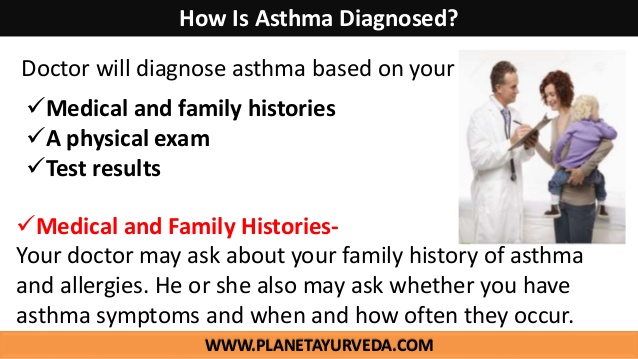 How Is Asthma Diagnosed?
Doctor will diagnose asthma based on your
✓Medical and family histories
✓A physical exam
✓Test results
✓Medical and Family Histories-
Your doctor may ask about your family history of asthma
and allergies. He or she also may ask whether you have
asthma symptoms and when and how often they occur.
WWW.PLANETAYURVEDA.COM